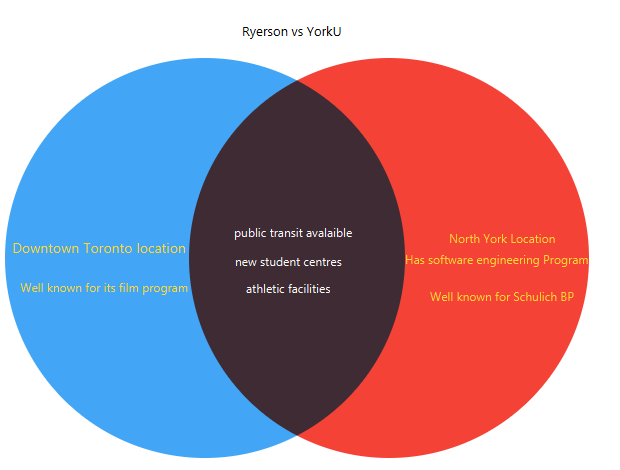 Ryerson vs YorkU
Downtown Toronto location
Well known for its film program
public transit avalaible
new student centres
athletic facilities
North York Location
Has software engineering Program
Well known for Schulich BP